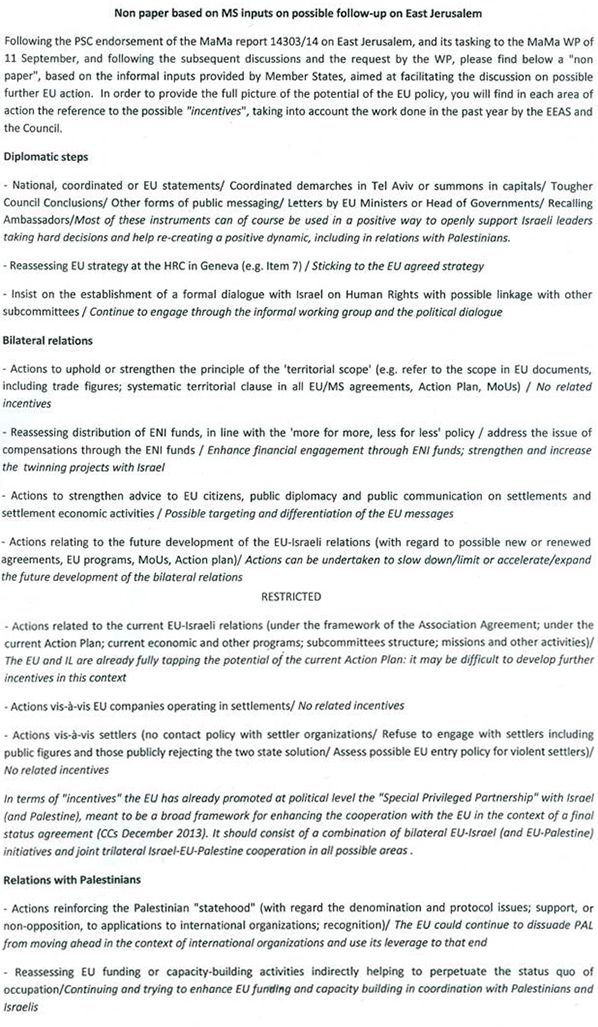 Non paper based on MS inputs on possible follow-up on East Jerusalem
Following the PSC endorsement of the MaMa report 14303/14 on East Jerusalem, and its tasking to the MaMa WP of
11 September, and following the subsequent discussions and the request by the WP, please find below a "non
paper", based on the informal inputs provided by Member States, aimed at facilitating the discussion on possible
further EU action. In order to provide the full picture of the potential of the EU policy, you will find in each area of
action the reference to the possible "incentives", taking into account the work done in the past year by the EEAS and
the Council.
Diplomatic steps
- National, coordinated or EU statements/ Coordinated demarches in Tel Aviv or summons in capitals/ Tougher
Council Conclusions/ Other forms of public messaging/ Letters by EU Ministers or Head of Governments/ Recalling
Ambassadors/Most of these instruments can of course be used in a positive way to openly support Israeli leaders
taking hard decisions and help re-creating a positive dynamic, including in relations with Palestinians.
- Reassessing EU strategy at the HRC in Geneva (e.g. Item 7) / Sticking to the EU agreed strategy
- Insist on the establishment of a formal dialogue with Israel on Human Rights with possible linkage with other
subcommittees / Continue to engage through the informal working group and the political dialogue
Bilateral relations
- Actions to uphold or strengthen the principle of the 'territorial scope' (e.g. refer to the scope in EU documents,
including trade figures; systematic territorial clause in all EU/MS agreements, Action Plan, MoUs) / No related
incentives
- Reassessing distribution of ENI funds, in line with the 'more for more, less for less' policy / address the issue of
compensations through the ENI funds / Enhance financial engagement through ENI funds; strengthen and increase
the twinning projects with Israel
- Actions to strengthen advice to EU citizens, public diplomacy and public communication on settlements and
settlement economic activities / Possible targeting and differentiation of the EU messages
- Actions relating to the future development of the EU-Israeli relations (with regard to possible new or renewed
agreements, EU programs, MoUs, Action plan)/ Actions can be undertaken to slow down/limit or accelerate/expand
the future development of the bilateral relations
RESTRICTED
- Actions related to the current EU-Israeli relations (under the framework of the Association Agreement; under the
current Action Plan; current economic and other programs; subcommittees structure; missions and other activities)/
The EU and IL are already fully tapping the potential of the current Action Plan: it may be difficult to develop further
incentives in this context
- Actions vis-à-vis EU companies operating in settlements/ No related incentives
- Actions vis-à-vis settlers (no contact policy with settler organizations/ Refuse to engage with settlers including
public figures and those publicly rejecting the two state solution/ Assess possible EU entry policy for violent settlers)/
No related incentives
In terms of "incentives" the EU has already promoted at political level the "Special Privileged Partnership" with Israel
(and Palestine), meant to be a broad framework for enhancing the cooperation with the EU in the context of a final
status agreement (CCs December 2013). It should consist of a combination of bilateral EU-Israel (and EU-Palestine)
initiatives and joint trilateral Israel-EU-Palestine cooperation in all possible areas .
Relations with Palestinians
- Actions reinforcing the Palestinian "statehood" (with regard the denomination and protocol issues; support, or
non-opposition, to applications to international organizations; recognition)/ The EU could continue to dissuade PAL
from moving ahead in the context of international organizations and use its leverage to that end
- Reassessing EU funding or capacity-building activities indirectly helping to perpetuate the status quo of
occupation/Continuing and trying to enhance EU funding and capacity building in coordination with Palestinians and
Israelis